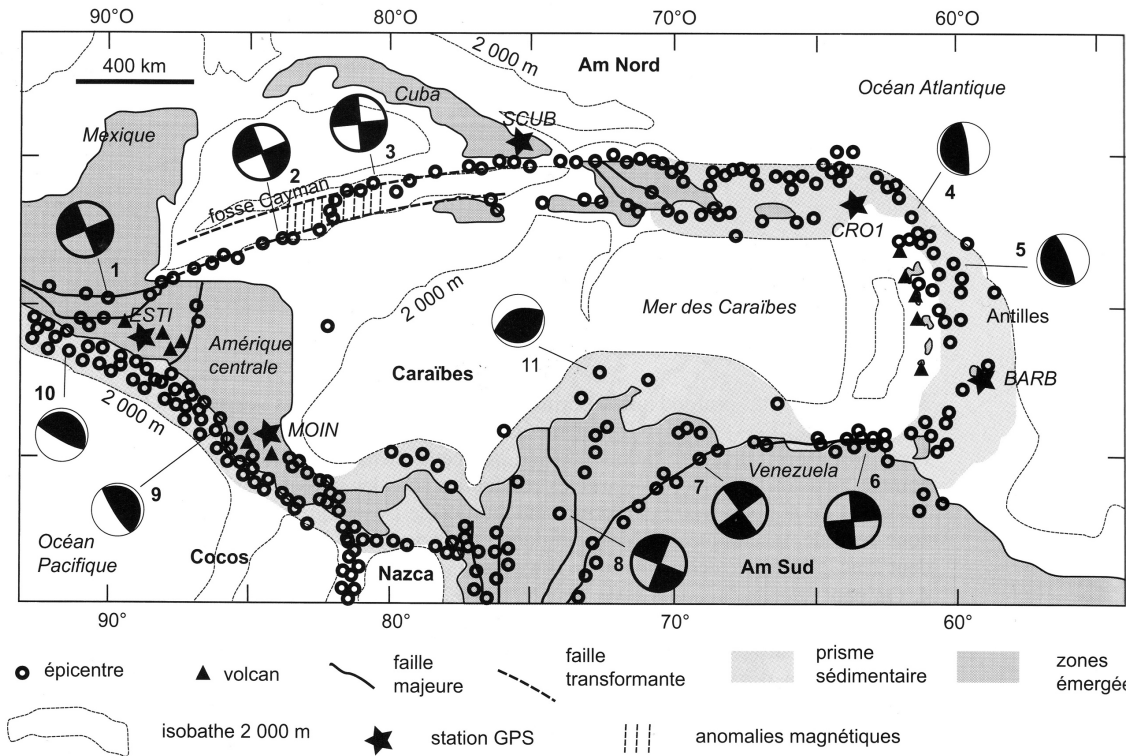 90°O 80°O 70°O 60°O
2 000 m
400 km
Am Nord
Océan Atlantique
Cuba
SCUB
Mexique
3
2
fosse Cayman
4
CRO1
1
5
2 000 m
ESTI
Mer des Caraïbes
Antilles
Amérique centrale
11
Caraïbes
BARB
10
2 000 m
MOIN
Venezuela
9
7
6
Océan Pacifique
Cocos
Nazca
8
Am Sud
90° 80° 70° 60°
épicentre
volcan
faille majeure
faille transformante
prisme sédimentaire
zones émergée
isobathe 2 000 m
station GPS
anomalies magnétiques